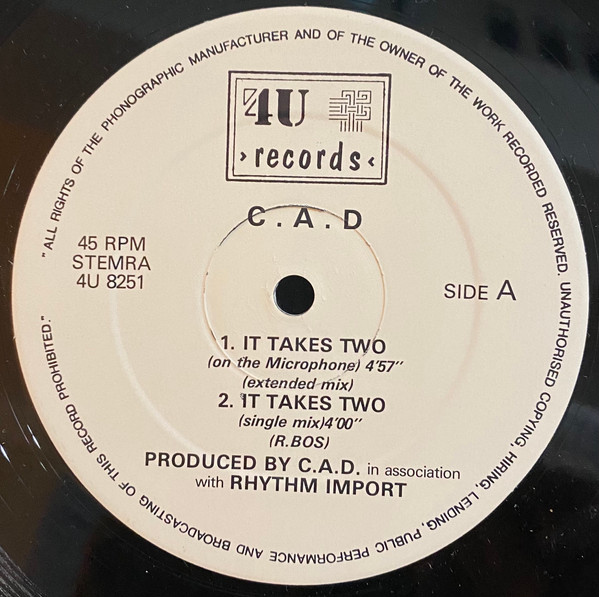 "ALL RIGHTS OF THE PHONOGRAPHIC MANUFACTURER AND OF THE OWNER OF THE WORK RECORDED RESERVED. UNAUTHORISED COPYING, HIRING, LENDING, PUBLIC PERFORMANCE AND BROADCASTING OF THIS RECORD PROHIBITED."
4U
›records‹
C.A.D
45 RPM
STEMRA
4U 8251
SIDE A
1. IT TAKES TWO
(on the Microphone) 4'57''
(extended mix)
2. IT TAKES TWO
(single mix)4'00''
(R.BOS)
PRODUCED BY C.A.D. in association
with RHYTHM IMPORT